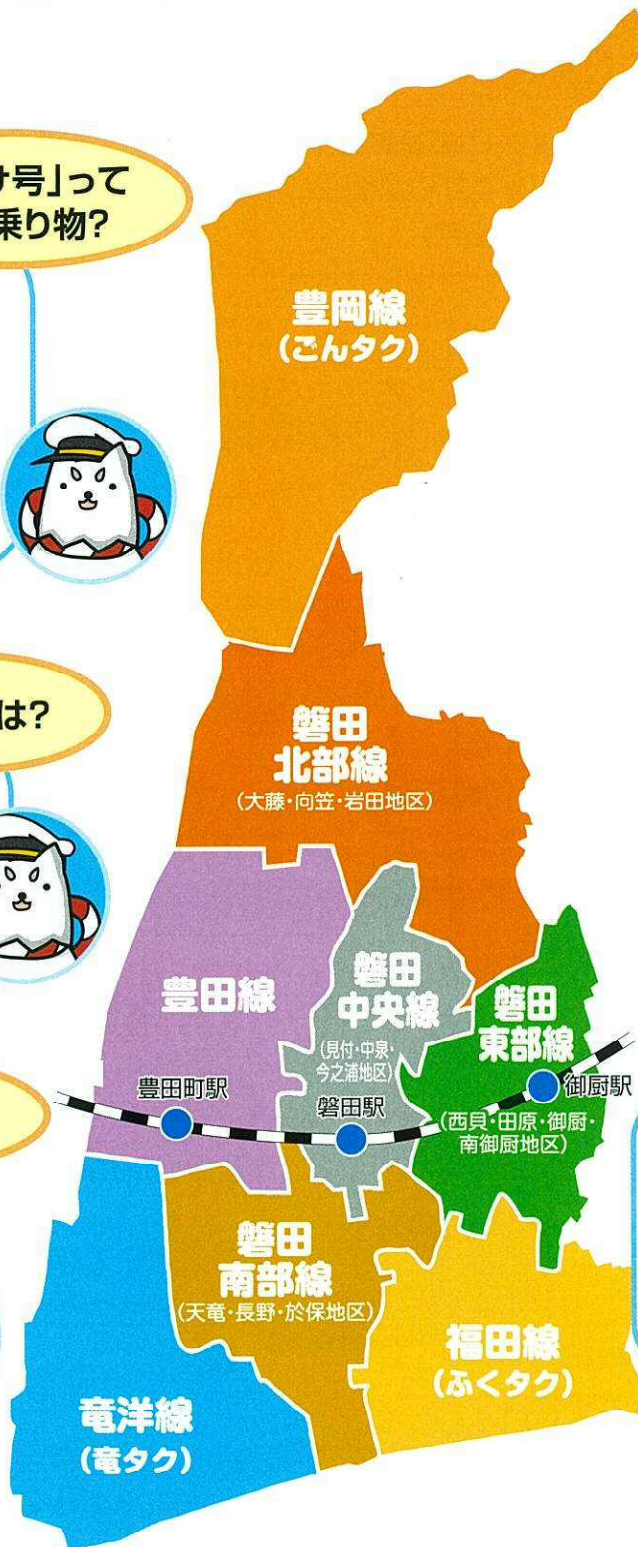 け号」って
乗り物?
豊岡線
(ごんタク)
は?
磐田
北部線
(大藤・向笠・岩田地区)
豊田線
磐田
中央線
(見付・中泉・
今之浦地区)
磐田
東部線
(西貝・田原・御厨・
南御厨地区)
豊田町駅
磐田駅
御厨駅
磐田
南部線
(天竜・長野・於保地区)
福田線
(ふくタク)
竜洋線
(竜タク)